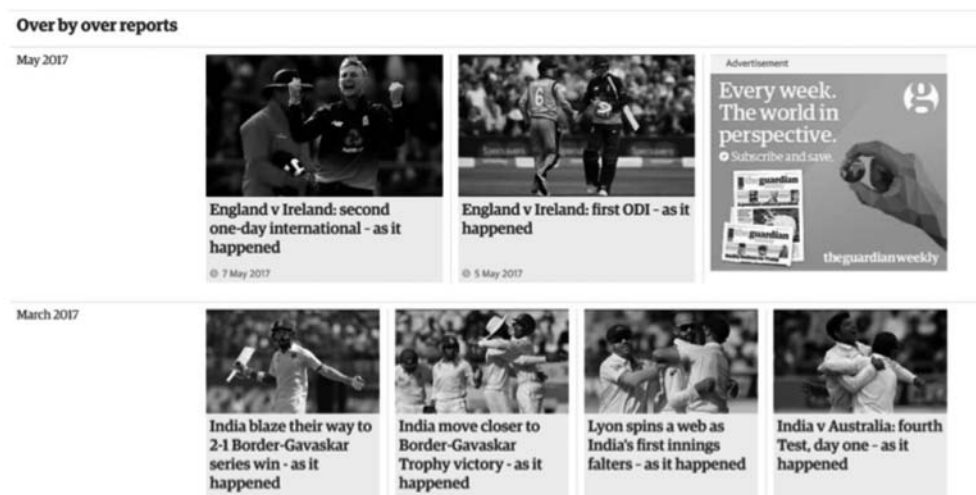 Over by over reports
May 2017
England v Ireland: second
one-day international – as it
happened
7 May 2017
England v Ireland: first ODI – as it
happened
5 May 2017
Advertisement
Every week.
The world in
perspective.
Subscribe and save.
the guardian
the guardian
theguardianweekly
March 2017
India blaze their way to
2-1 Border-Gavaskar
series win - as it
happened
India move closer to
Border-Gavaskar
Trophy victory - as it
happened
Lyon spins a web as
India's first innings
falters – as it happened
India v Australia: fourth
Test, day one – as it
happened